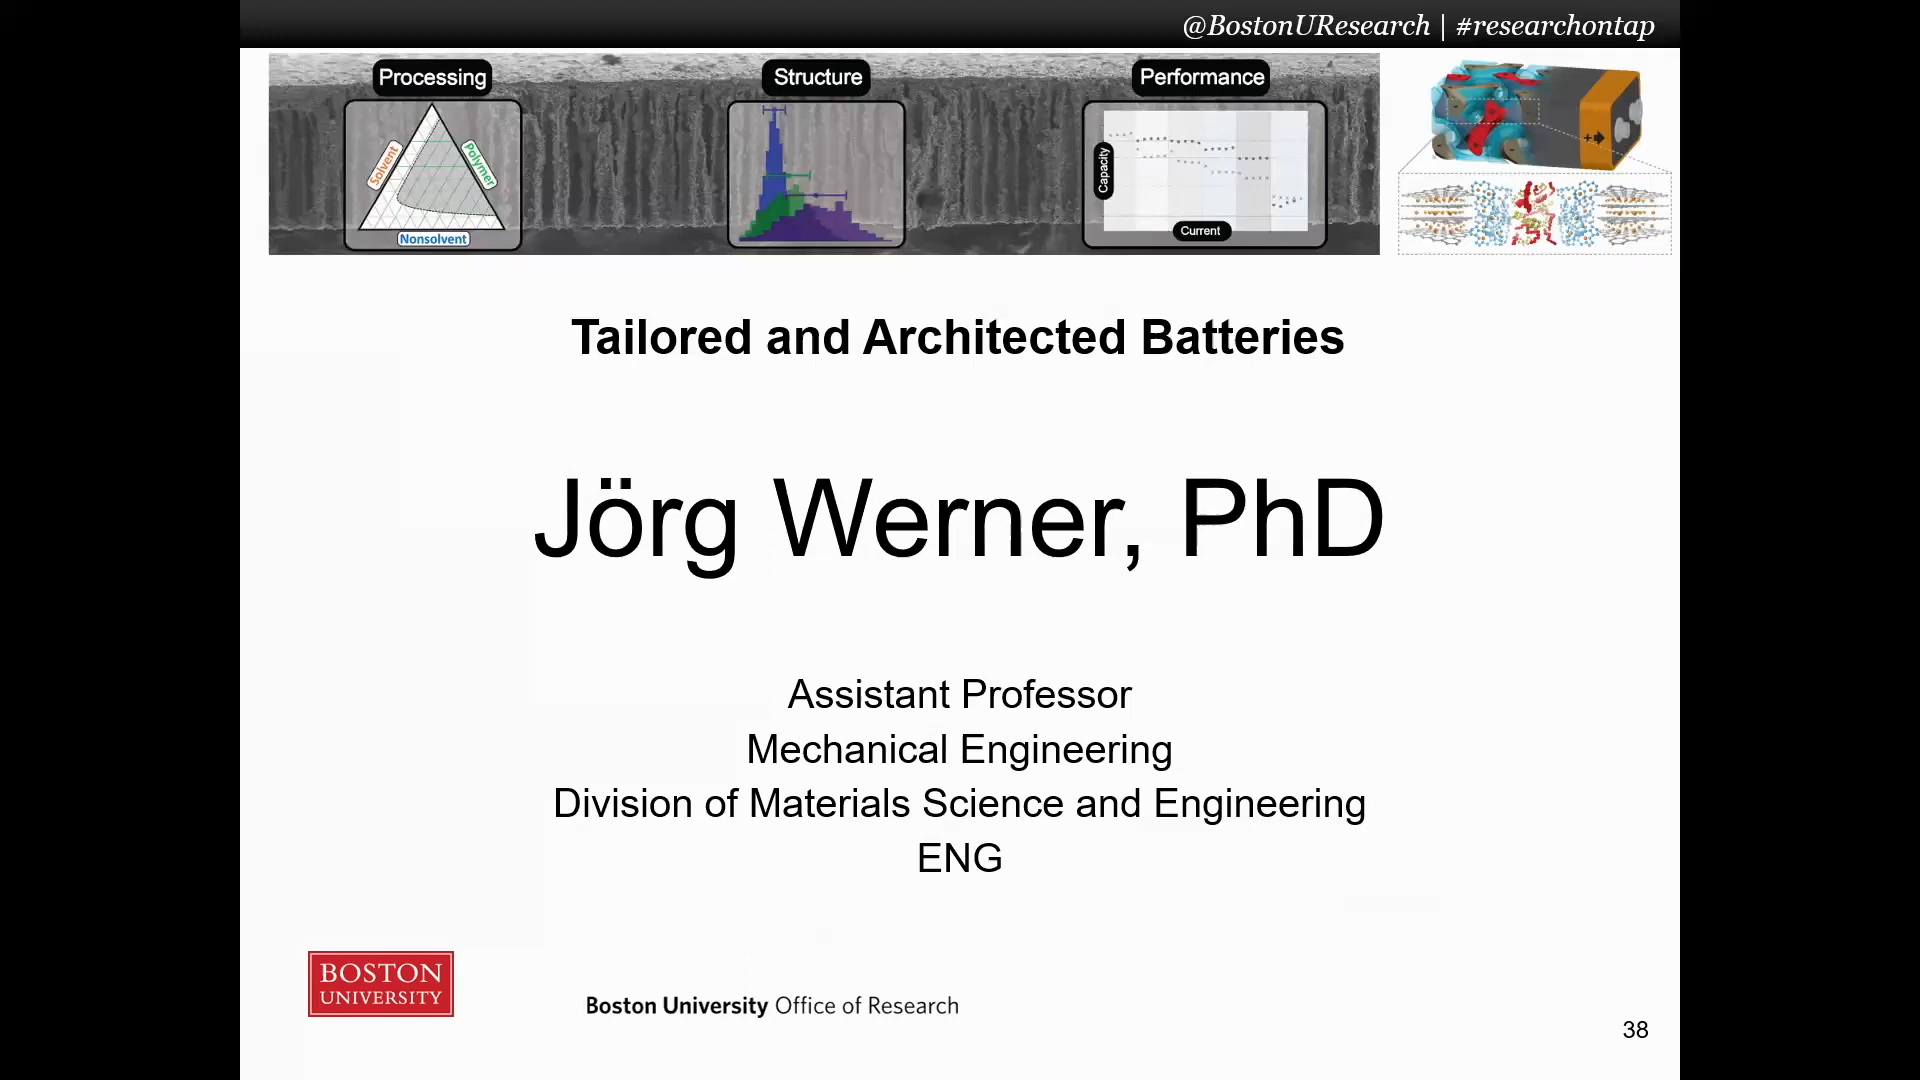 @BostonUResearch | #researchontap
Processing
Structure
Performance
Solvent
Polymer
Nonsolvent
Capacity
Current
Tailored and Architected Batteries
Jörg Werner, PhD
Assistant Professor
Mechanical Engineering
Division of Materials Science and Engineering
ENG
BOSTON
UNIVERSITY
Boston University Office of Research
38